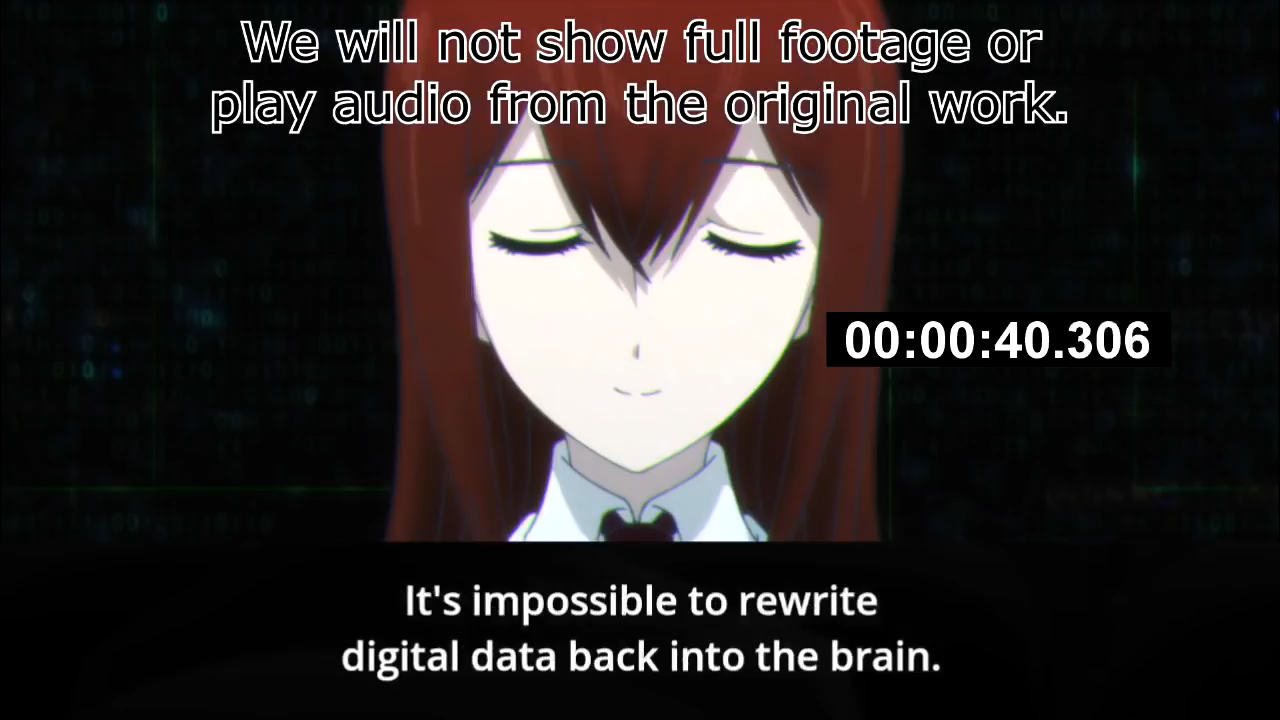 We will not show full footage or
play audio from the original work.
00:00:40.306
It's impossible to rewrite
digital data back into the brain.